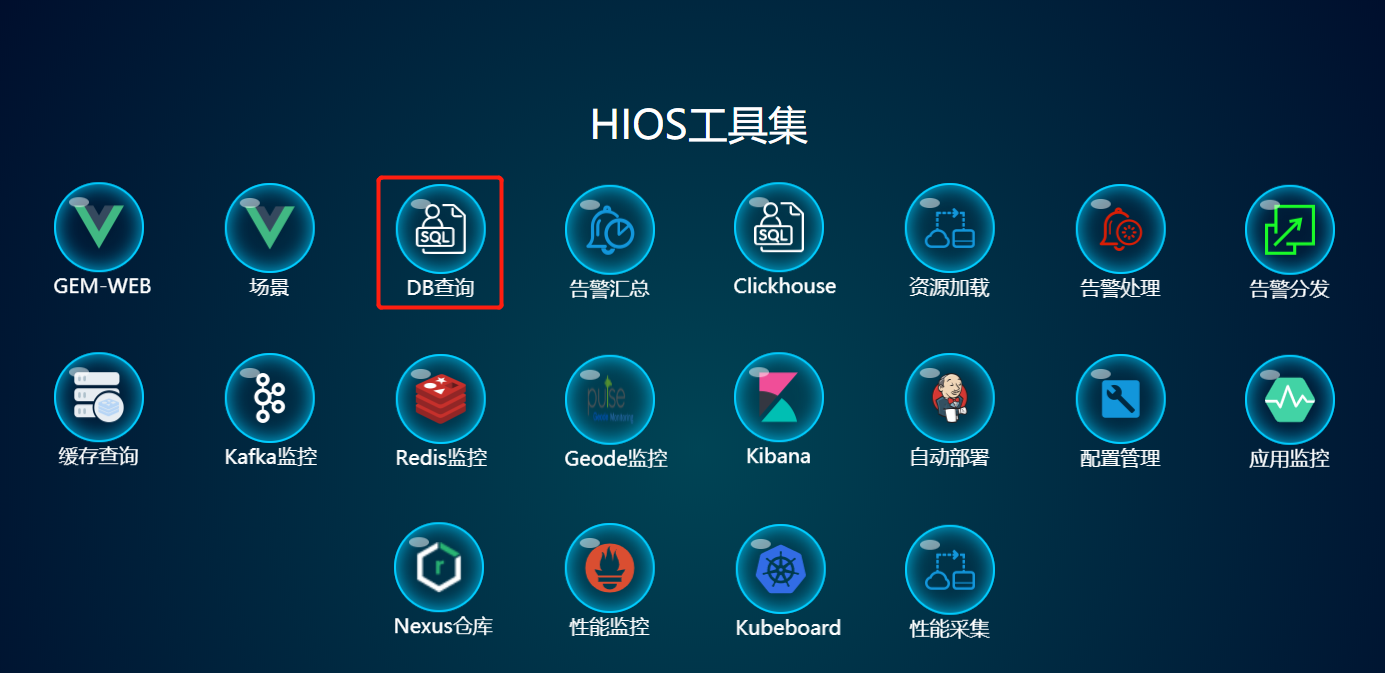 HIOS工具集
GEM-WEB
场景
SQL
DB查询
告警汇总
SQL
Clickhouse
资源加载
告警处理
告警分发
缓存查询
Kafka监控
Redis监控
pulse
Geode监控
Kibana
自动部署
配置管理
应用监控
r
Nexus仓库
性能监控
Kubeboard
性能采集